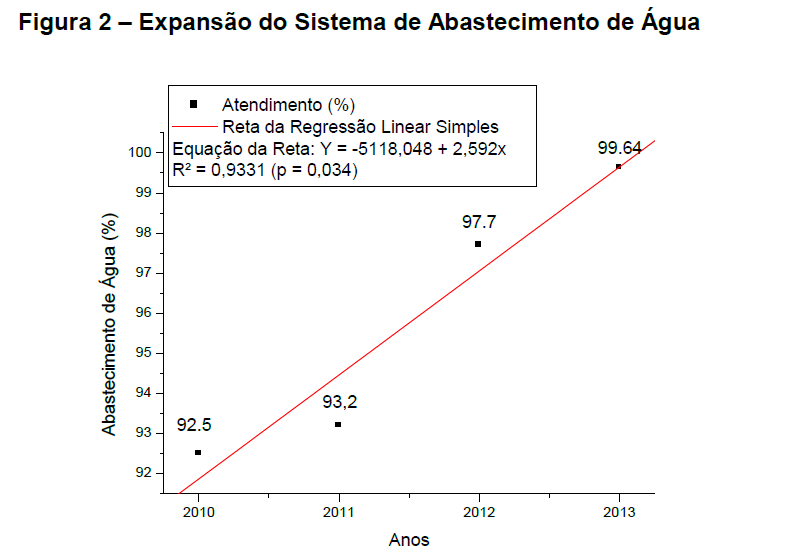 Figura 2 – Expansão do Sistema de Abastecimento de Água
Atendimento (%)
Reta da Regressão Linear Simples
Equação da Reta: Y = -5118,048 + 2,592x
R² = 0,9331 (p = 0,034)
Abastecimento de Água (%)
100
99
98
97
96
95
94
93
92
92.5
93,2
97.7
99.64
2010
2011
2012
2013
Anos